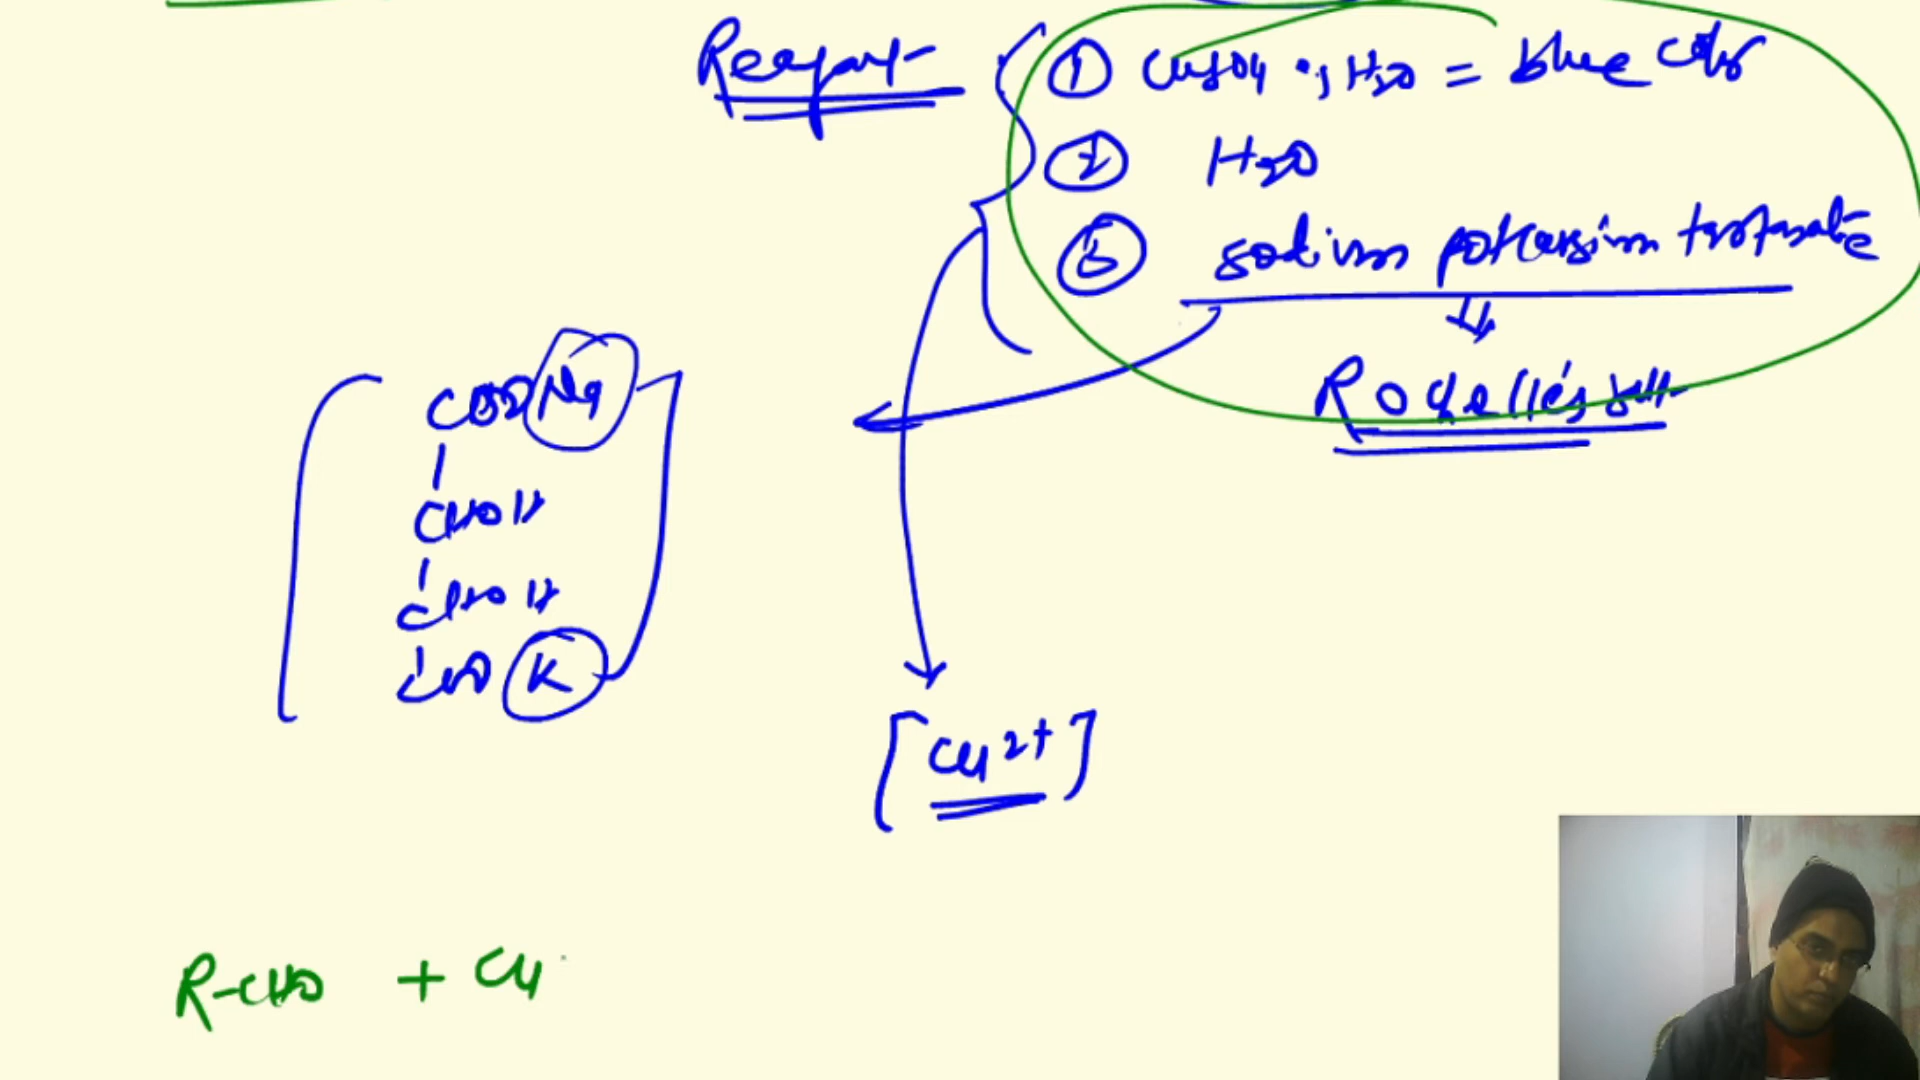 Reagent
① CuSO4 • 5H2O = blue color
② H2O
③ sodium potassium tartarate
Rochelle's salt
COONa
CHOH
CHOH
COOK
[Cu2+]
R-CHO + Cu